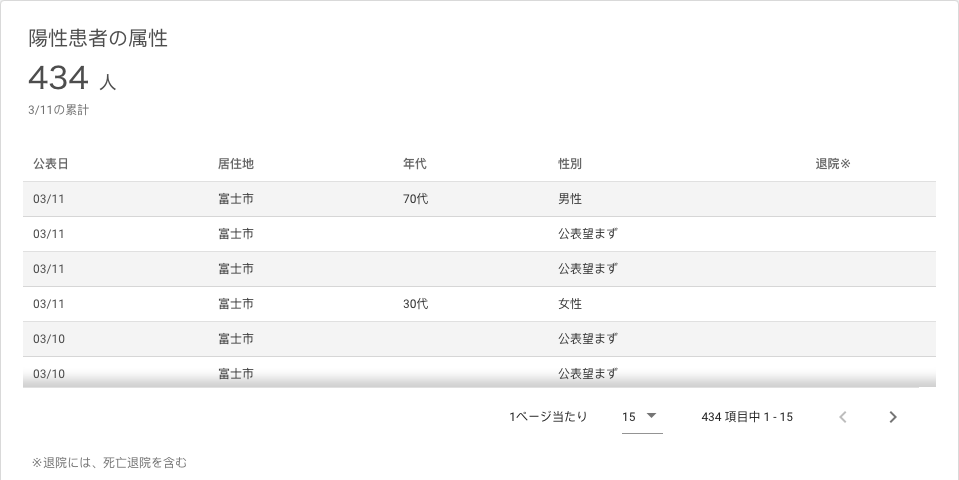 陽性患者の属性
434 人
3/11の累計
公表日 居住地 年代 性別 退院※
03/11 富士市 70代 男性
03/11 富士市 公表望まず
03/11 富士市 公表望まず
03/11 富士市 30代 女性
03/10 富士市 公表望まず
03/10 富士市 公表望まず
1ページ当たり 15 434 項目中 1 - 15
※退院には、死亡退院を含む